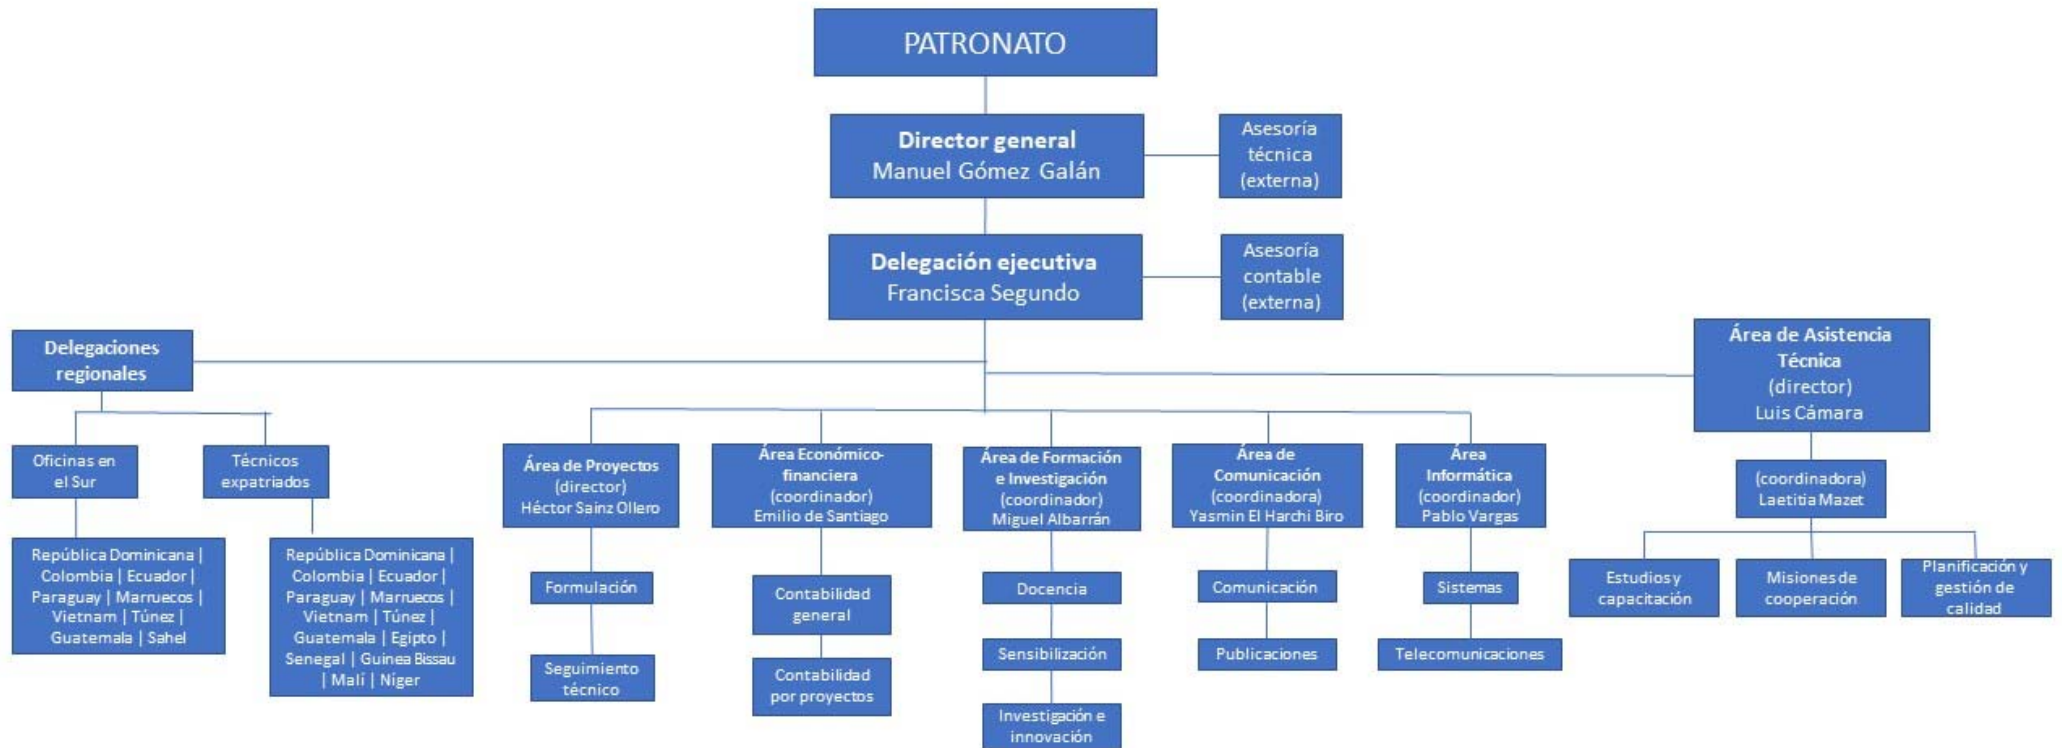 PATRONATO
Director general
Manuel Gómez Galán
Asesoría
técnica
(externa)
Delegación ejecutiva
Francisca Segundo
Asesoría
contable
(externa)
Delegaciones
regionales
Área de Asistencia
Técnica
(director)
Luis Cámara
Oficinas en
el Sur
Técnicos
expatriados
Área de Proyectos
(director)
Héctor Sainz Ollero
Área Económico-
financiera
(coordinador)
Emilio de Santiago
Área de Formación
e Investigación
(coordinador)
Miguel Albarrán
Área de
Comunicación
(coordinadora)
Yasmin El Harchi Biro
Área
Informática
(coordinador)
Pablo Vargas
(coordinadora)
Laetitia Mazet
República Dominicana |
Colombia | Ecuador |
Paraguay | Marruecos |
Vietnam | Túnez |
Guatemala | Sahel
República Dominicana |
Colombia | Ecuador |
Paraguay | Marruecos |
Vietnam | Túnez |
Guatemala | Egipto |
Senegal | Guinea Bissau
| Malí | Níger
Formulación
Seguimiento
técnico
Contabilidad
general
Contabilidad
por proyectos
Docencia
Sensibilización
Investigación e
innovación
Comunicación
Publicaciones
Sistemas
Telecomunicaciones
Estudios y
capacitación
Misiones de
cooperación
Planificación y
gestión de
calidad